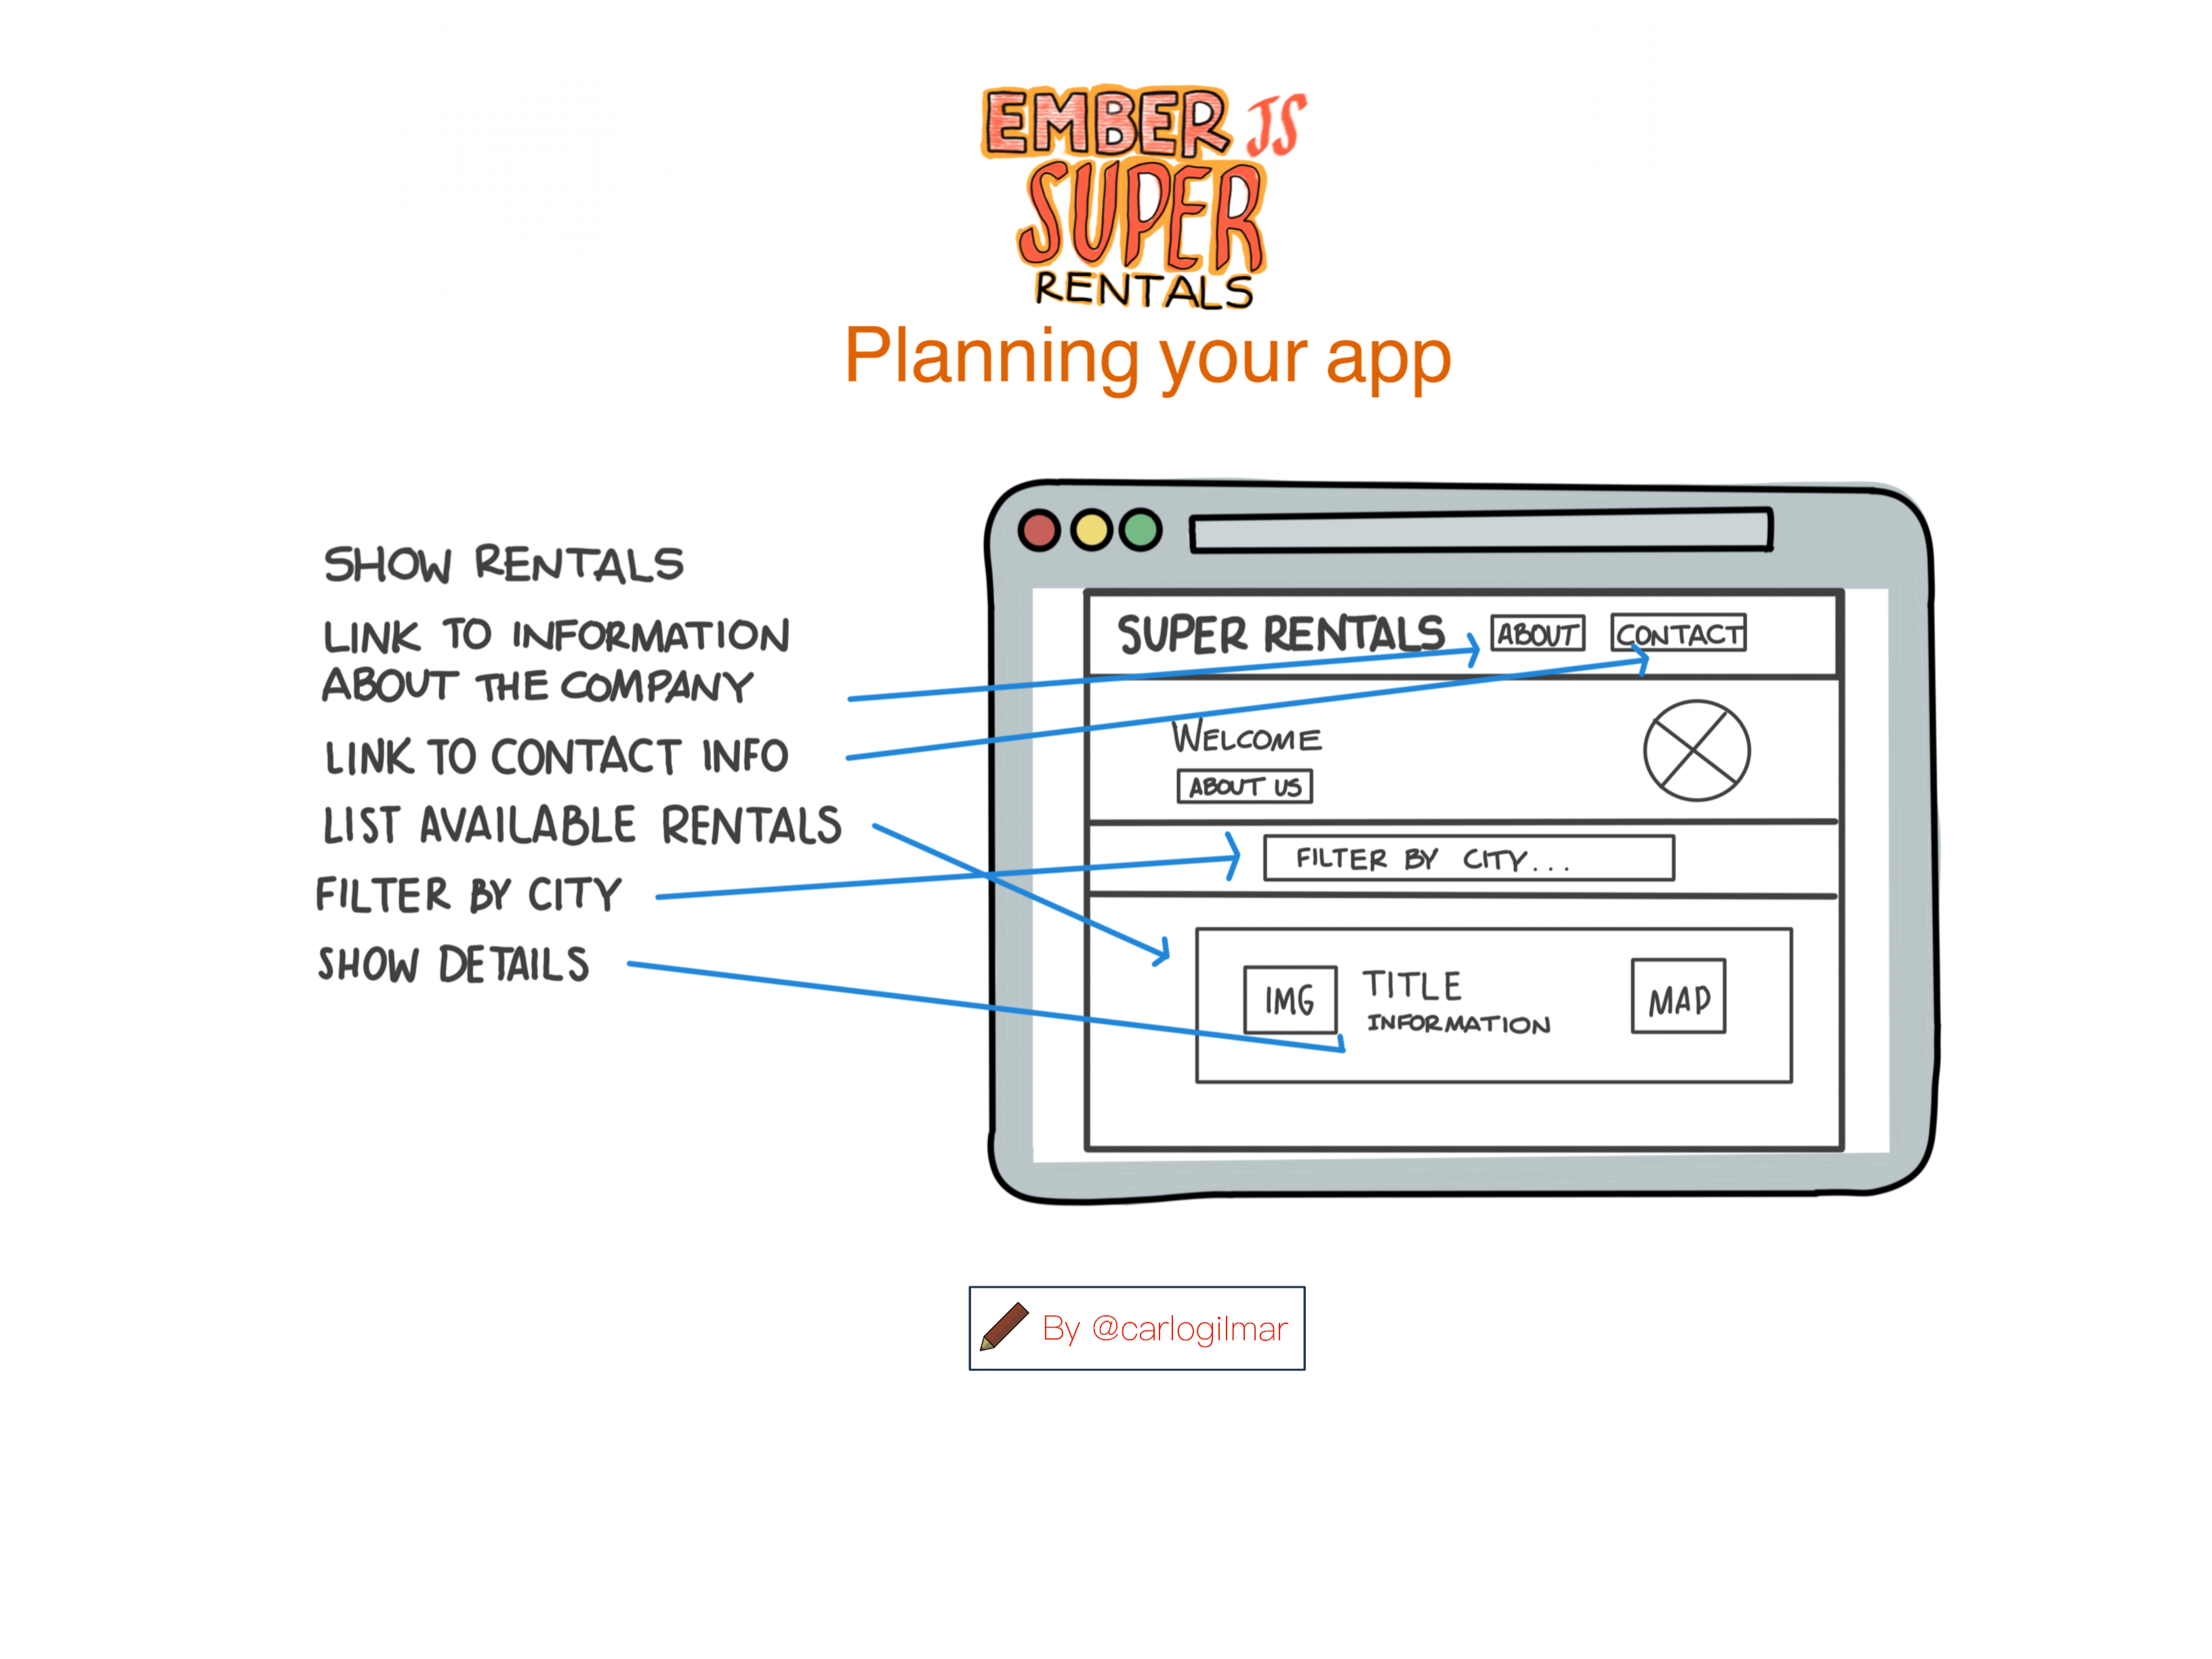 EMBER JS
SUPER
RENTALS
Planning your app
SHOW RENTALS
LINK TO INFORMATION
ABOUT THE COMPANY
LINK TO CONTACT INFO
LIST AVAILABLE RENTALS
FILTER BY CITY
SHOW DETAILS
SUPER RENTALS ABOUT CONTACT
WELCOME
ABOUT US
FILTER BY CITY...
IMG TITLE MAP
INFORMATION
By @carlogilmar